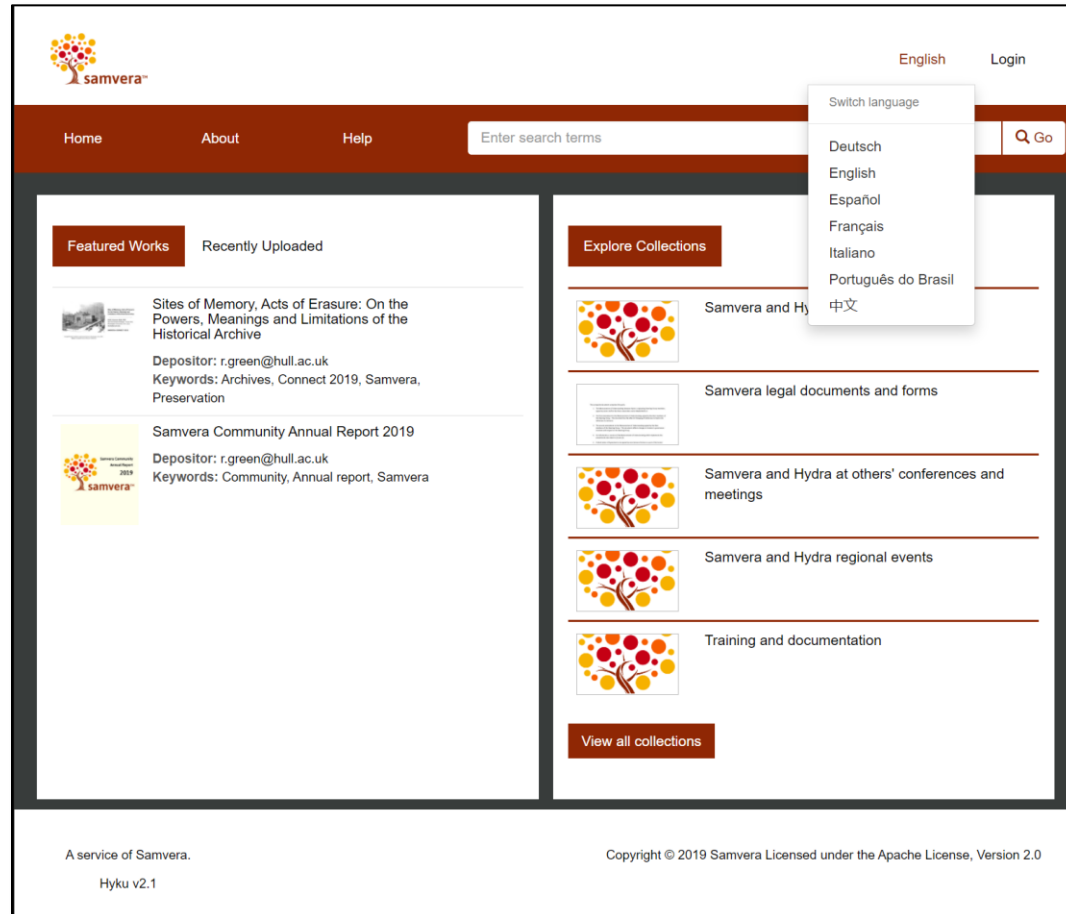 samvera™
English
Login
Switch language
Deutsch
English
Español
Français
Italiano
Português do Brasil
中文
Home
About
Help
Enter search terms
Go
Featured Works
Recently Uploaded
Sites of Memory, Acts of Erasure: On the
Powers, Meanings and Limitations of the
Historical Archive
Depositor: r.green@hull.ac.uk
Keywords: Archives, Connect 2019, Samvera,
Preservation
Samvera Community
Annual Report
2019
samvera™
Samvera Community Annual Report 2019
Depositor: r.green@hull.ac.uk
Keywords: Community, Annual report, Samvera
Explore Collections
Samvera and Hy
Samvera legal documents and forms
Samvera and Hydra at others' conferences and
meetings
Samvera and Hydra regional events
Training and documentation
View all collections
A service of Samvera.
Hyku v2.1
Copyright © 2019 Samvera Licensed under the Apache License, Version 2.0